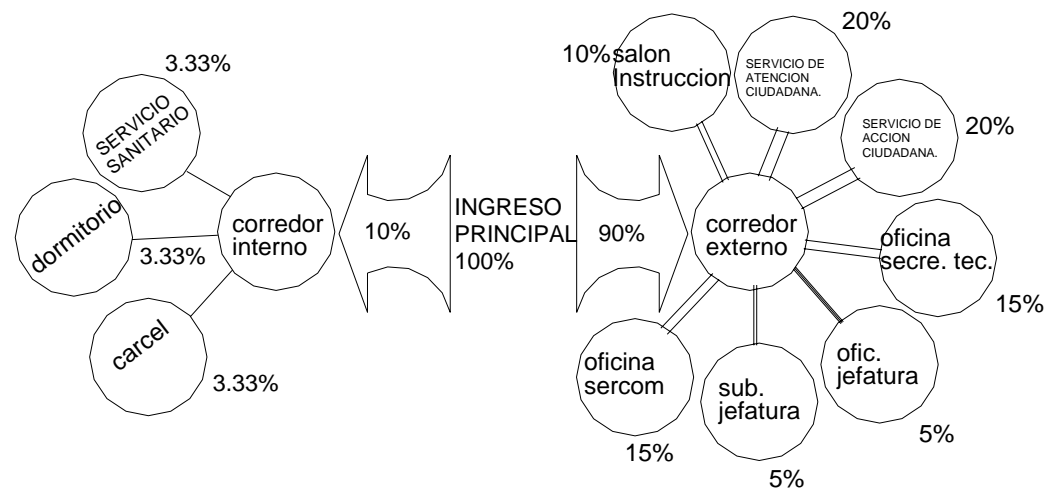 3.33%
SERVICIO
SANITARIO
dormitorio
3.33%
carcel
3.33%
corredor
interno
10%
INGRESO
PRINCIPAL
100%
90%
corredor
externo
10%
salon
Instruccion
20%
SERVICIO DE
ATENCION
CIUDADANA.
20%
SERVICIO DE
ACCION
CIUDADANA.
oficina
secre. tec.
15%
ofic.
jefatura
5%
sub.
jefatura
5%
oficina
sercom
15%